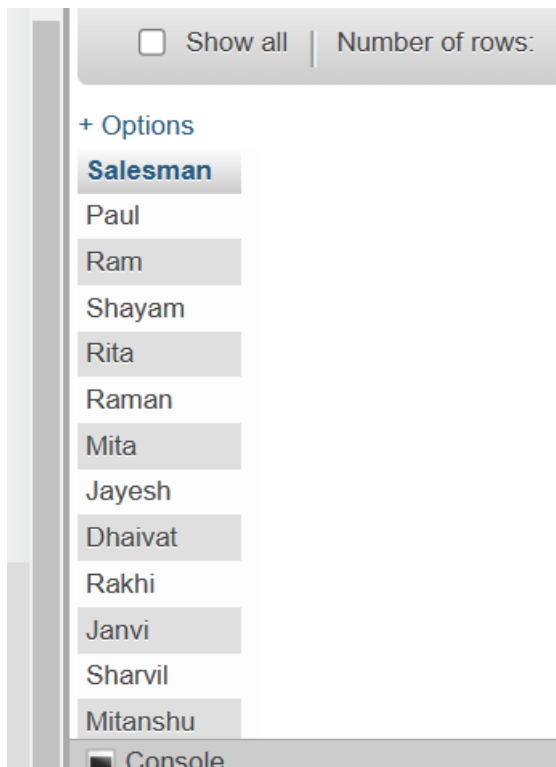 Show all | Number of rows:
+ Options
Salesman
Paul
Ram
Shayam
Rita
Raman
Mita
Jayesh
Dhaivat
Rakhi
Janvi
Sharvil
Mitanshu
Console